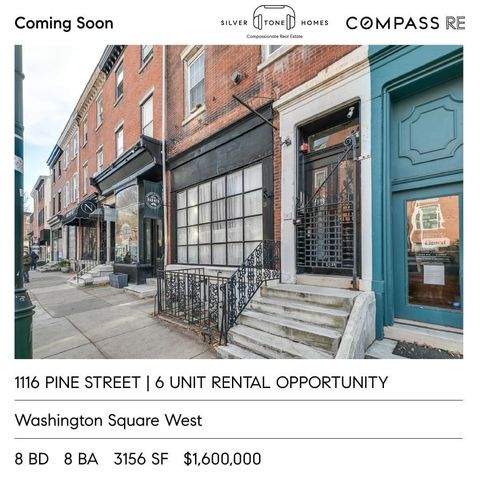 Coming Soon
SILVER TONE HOMES
Compassionate Real Estate
COMPASS RE
1116 PINE STREET | 6 UNIT RENTAL OPPORTUNITY
Washington Square West
8 BD 8 BA 3156 SF $1,600,000